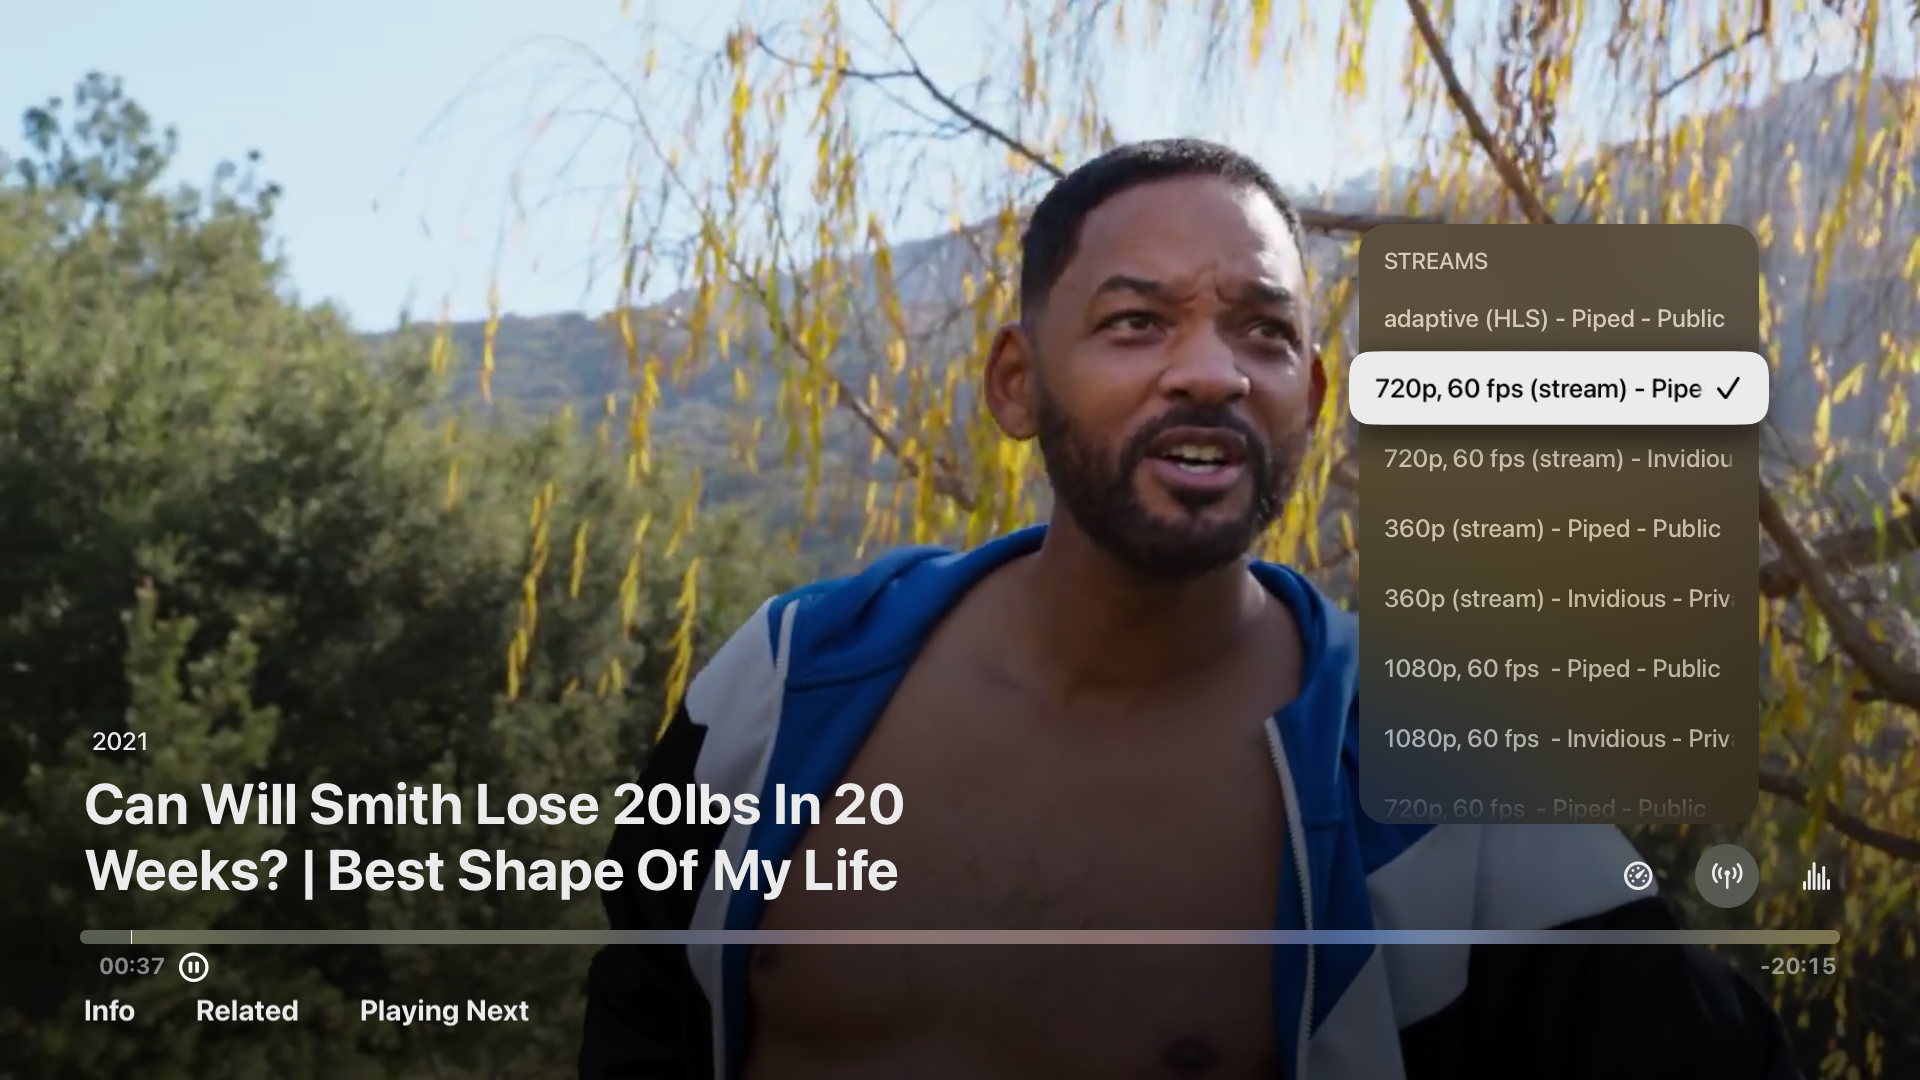 STREAMS
adaptive (HLS) - Piped - Public
720p, 60 fps (stream) - Pipe
720p, 60 fps (stream) - Invidiou
360p (stream) - Piped - Public
360p (stream) - Invidious - Priv
1080p, 60 fps - Piped - Public
1080p, 60 fps - Invidious - Priv
720p, 60 fps - Piped - Public
2021
Can Will Smith Lose 20lbs In 20
Weeks? | Best Shape Of My Life
00:37
-20:15
Info Related Playing Next